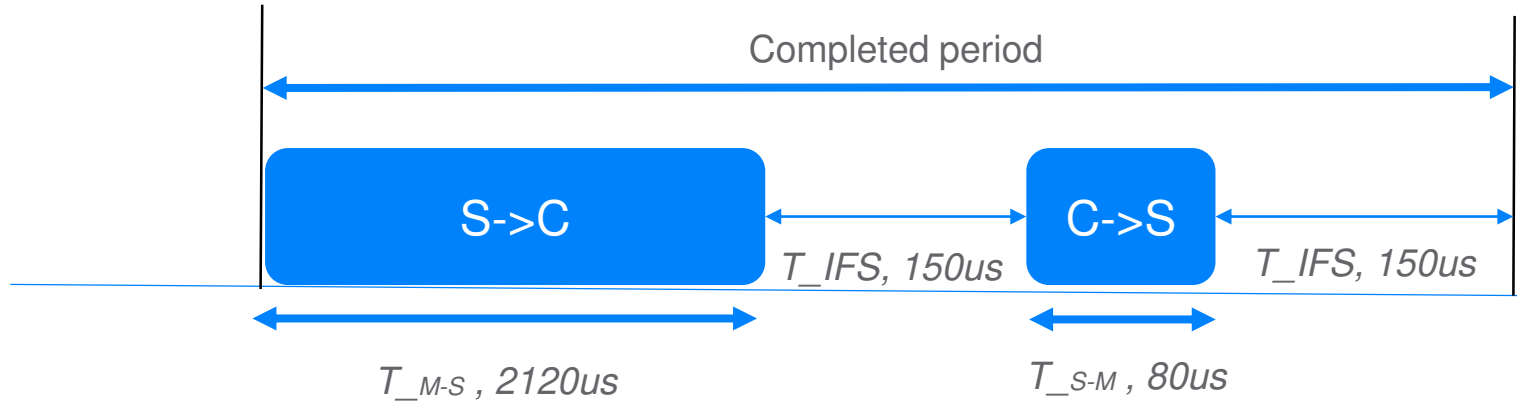 Completed period
S->C
C->S
T_IFS, 150us
T_IFS, 150us
T_M-S , 2120us
T_S-M , 80us